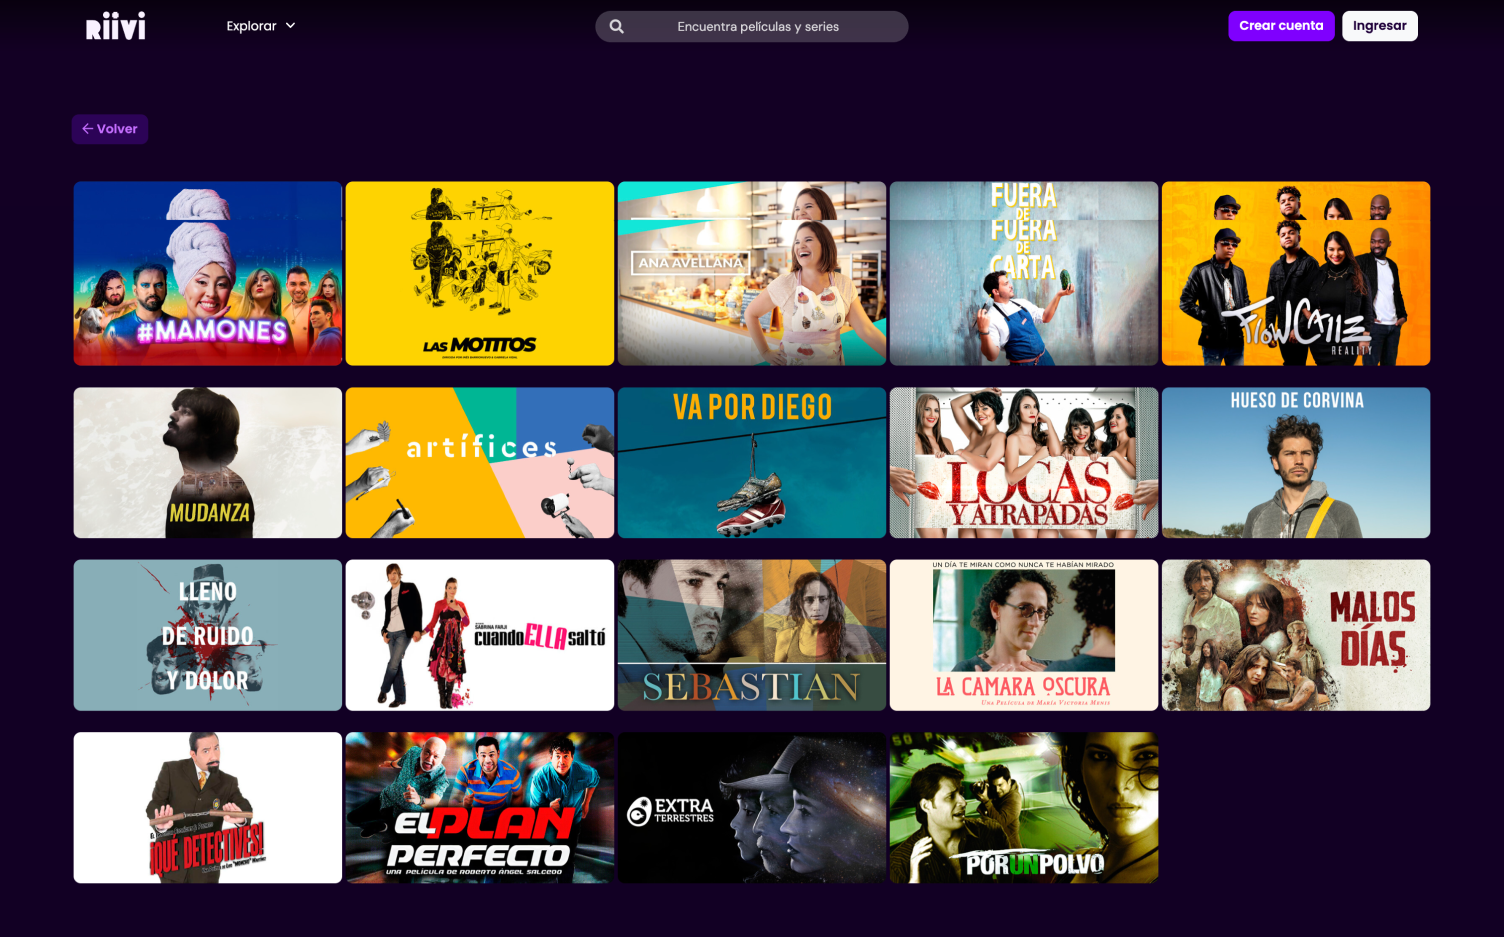 Riivi
Explorar
Encuentra películas y series
Crear cuenta
Ingresar
← Volver
#MAMONES
LAS MOTITOS
ANA AVELLANA
FUERA
DE
FUERA
DE
CARTA
FlowCalle
REALITY
MUDANZA
artífices
VA POR DIEGO
LOCAS
Y ATRAPADAS
HUESO DE CORVINA
LLENO
DE RUIDO
Y DOLOR
SABRINA FARJI
cuando ELLA saltó
SEBASTIAN
UN DÍA TE MIRAN COMO NUNCA TE HABÍAN MIRADO
LA CAMARA OSCURA
UNA PELÍCULA DE MARÍA VICTORIA MENIS
MALOS
DÍAS
¡QUÉ DETECTIVES!
EL PLAN
PERFECTO
UNA PELÍCULA DE ROBERTO ÁNGEL SALCEDO
EXTRA
TERRESTRES
POR UN POLVO